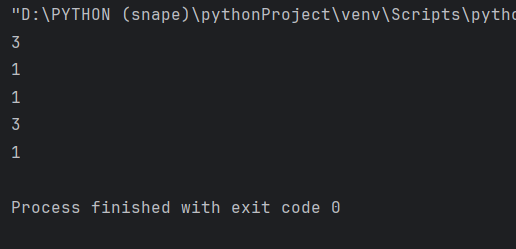 "D:\PYTHON (snape)\pythonProject\venv\Scripts\pytho
3
1
1
3
1
Process finished with exit code 0